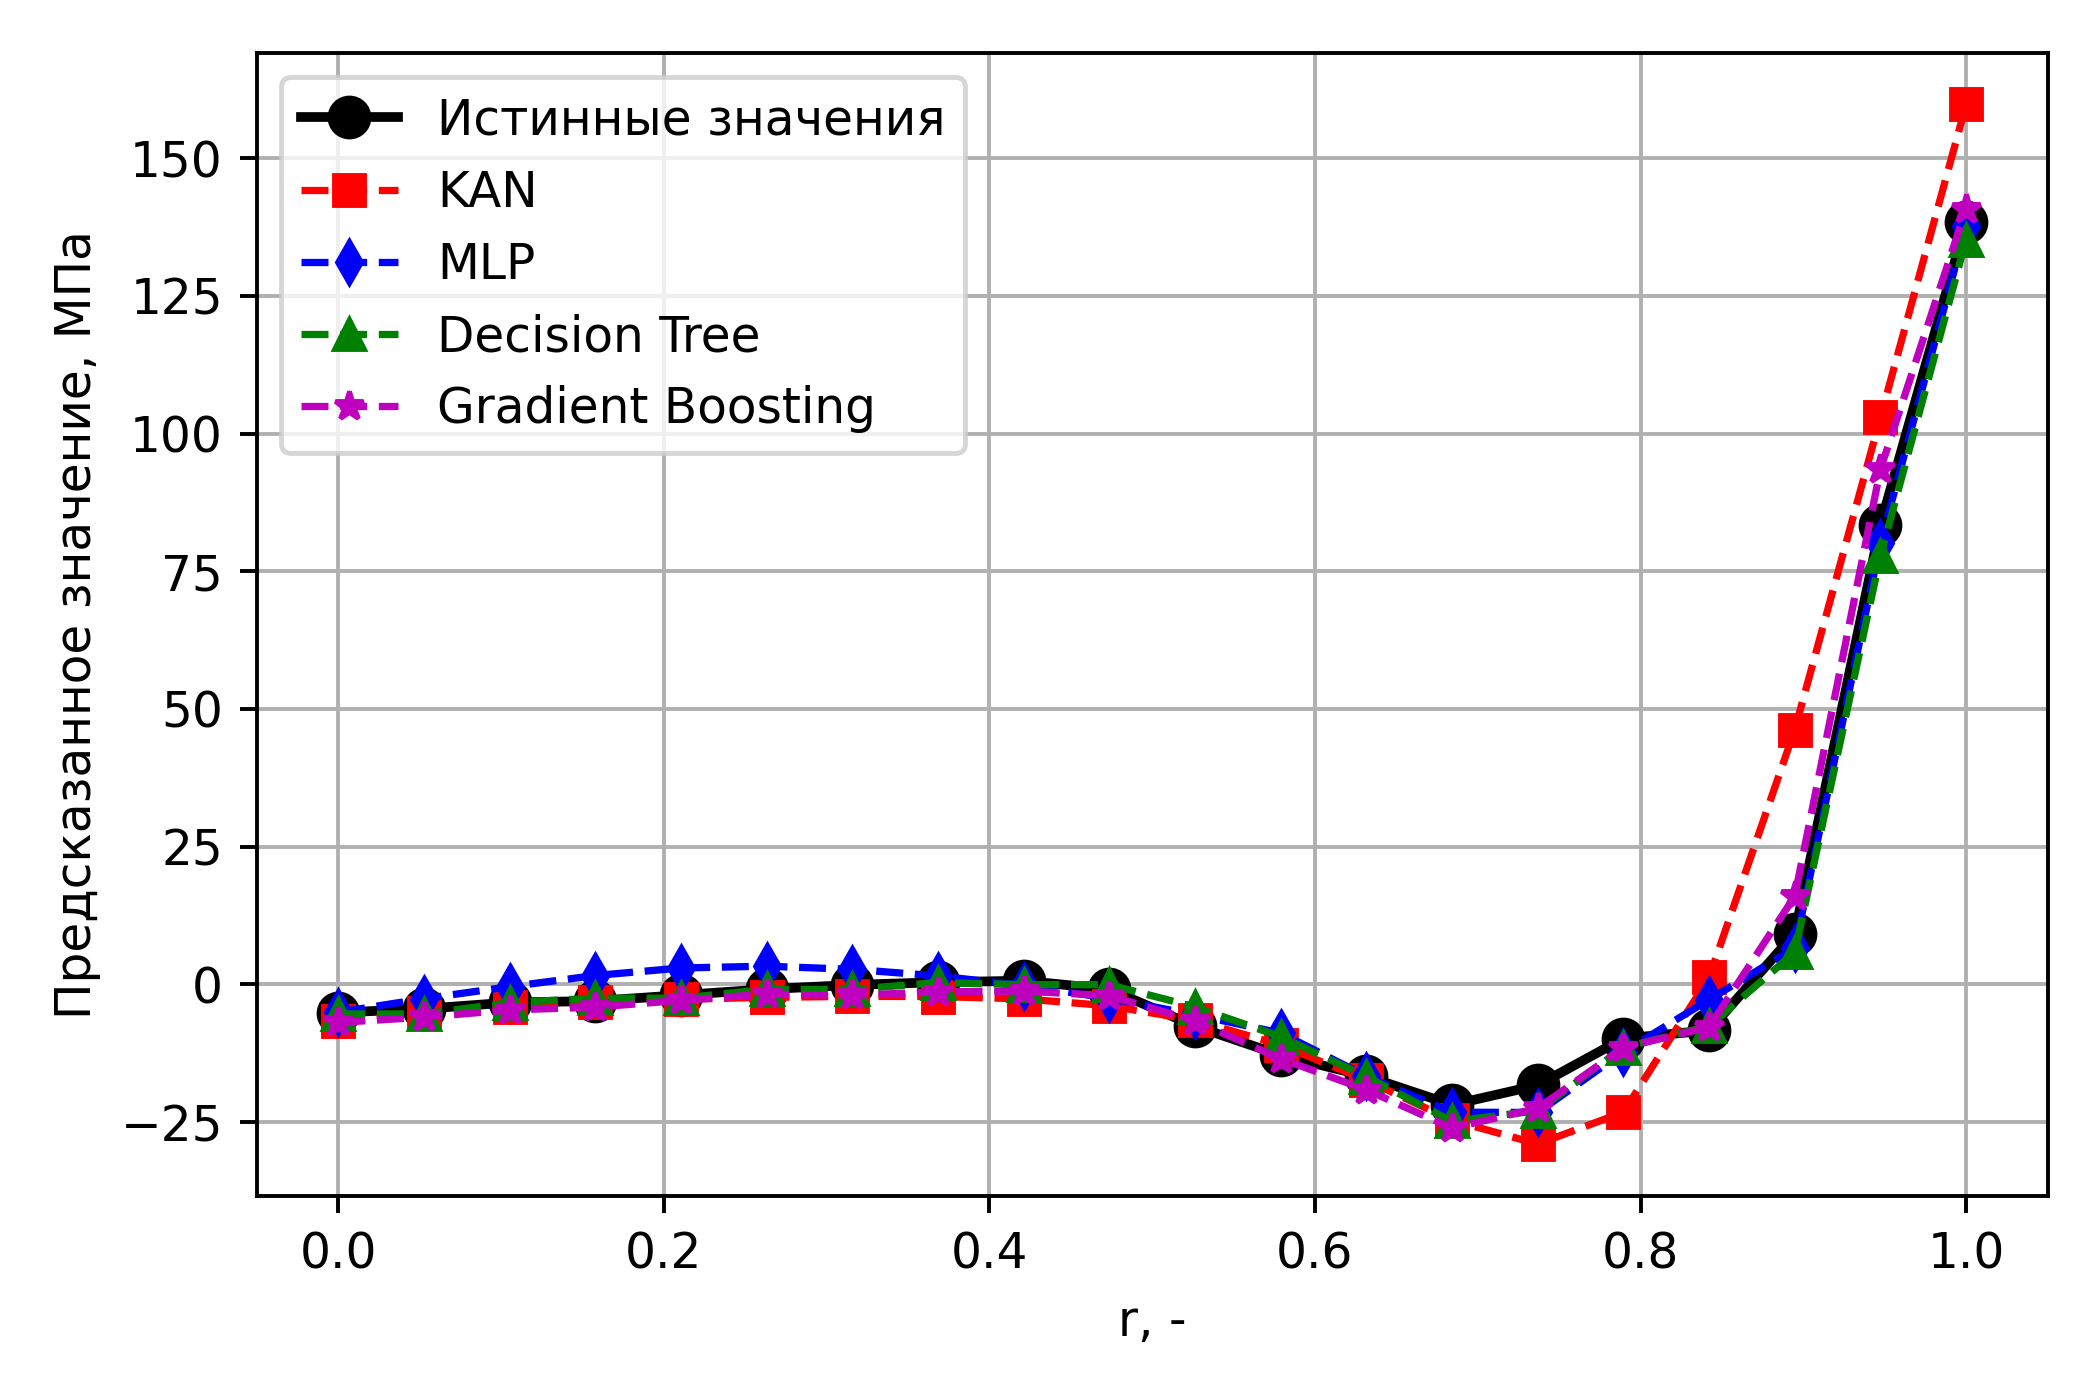 Истинные значения
KAN
MLP
Decision Tree
Gradient Boosting
Предсказанное значение, МПа
150
125
100
75
50
25
0
−25
0.0 0.2 0.4 0.6 0.8 1.0
r, -